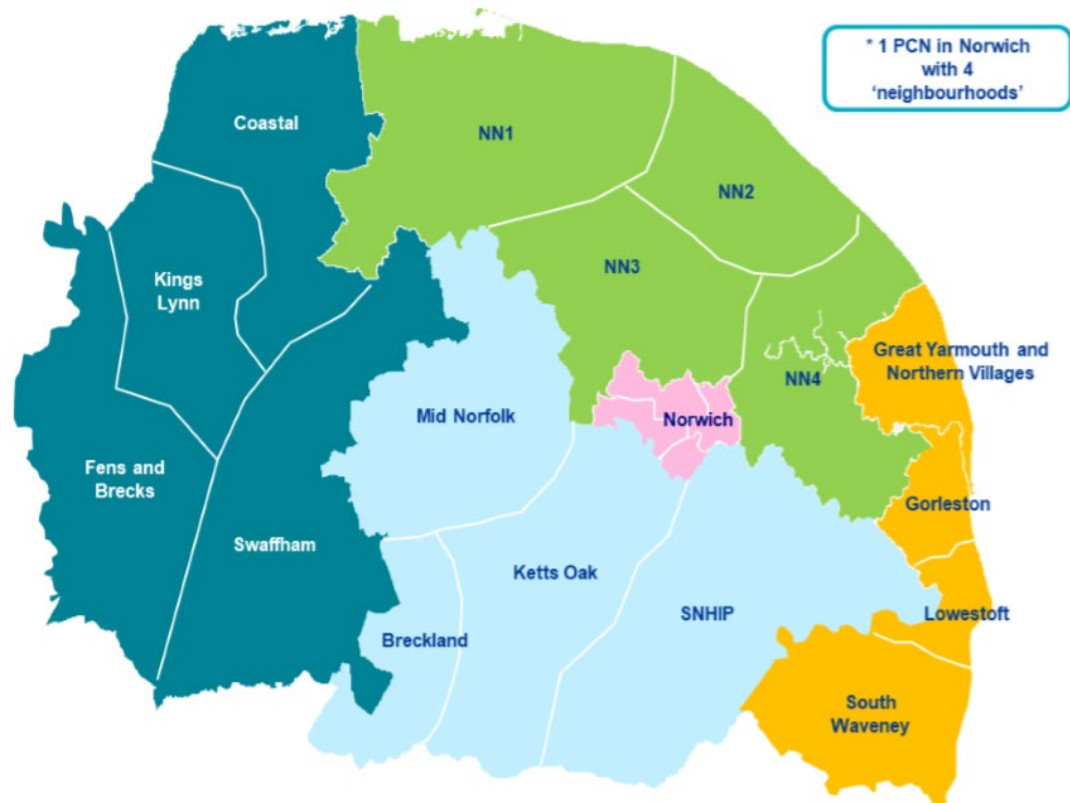 * 1 PCN in Norwich
with 4
‘neighbourhoods’
Coastal
NN1
NN2
NN3
Kings
Lynn
Great Yarmouth and
Northern Villages
NN4
Mid Norfolk
Norwich
Fens and
Brecks
Gorleston
Swaffham
Ketts Oak
SNHIP
Lowestoft
Breckland
South
Waveney